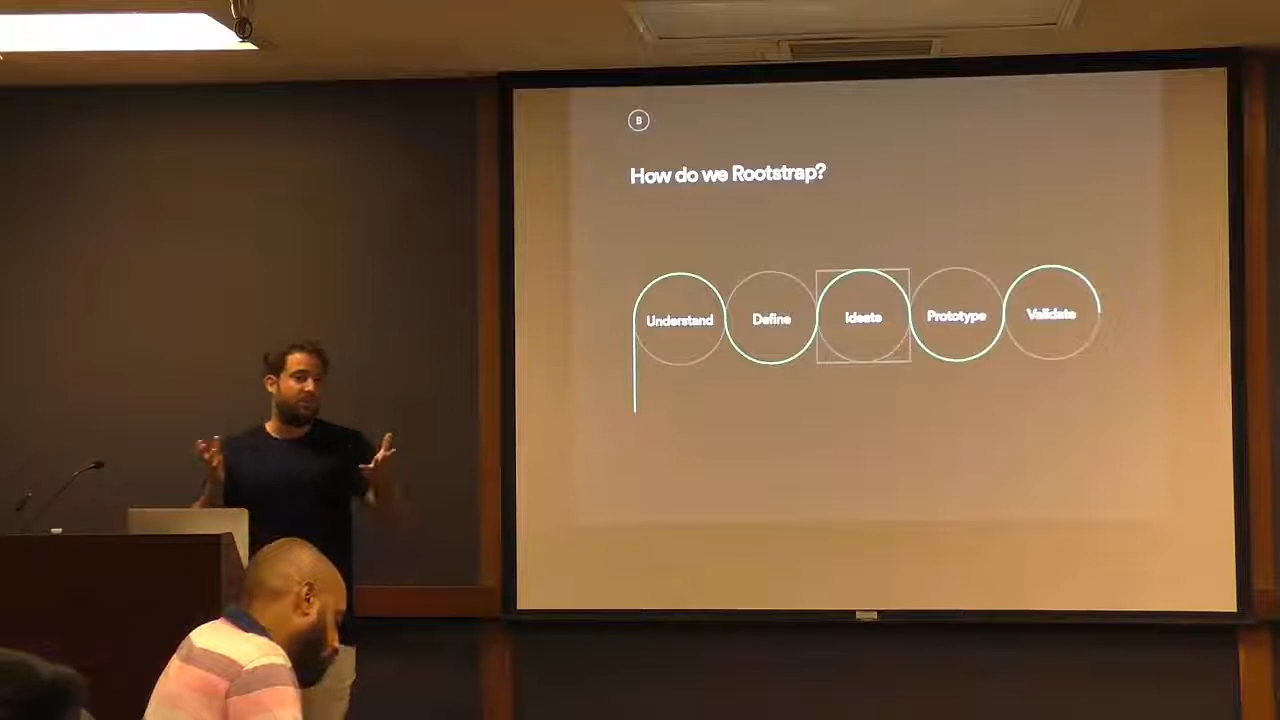 B
How do we Rootstrap?
Understand Define Ideate Prototype Validate